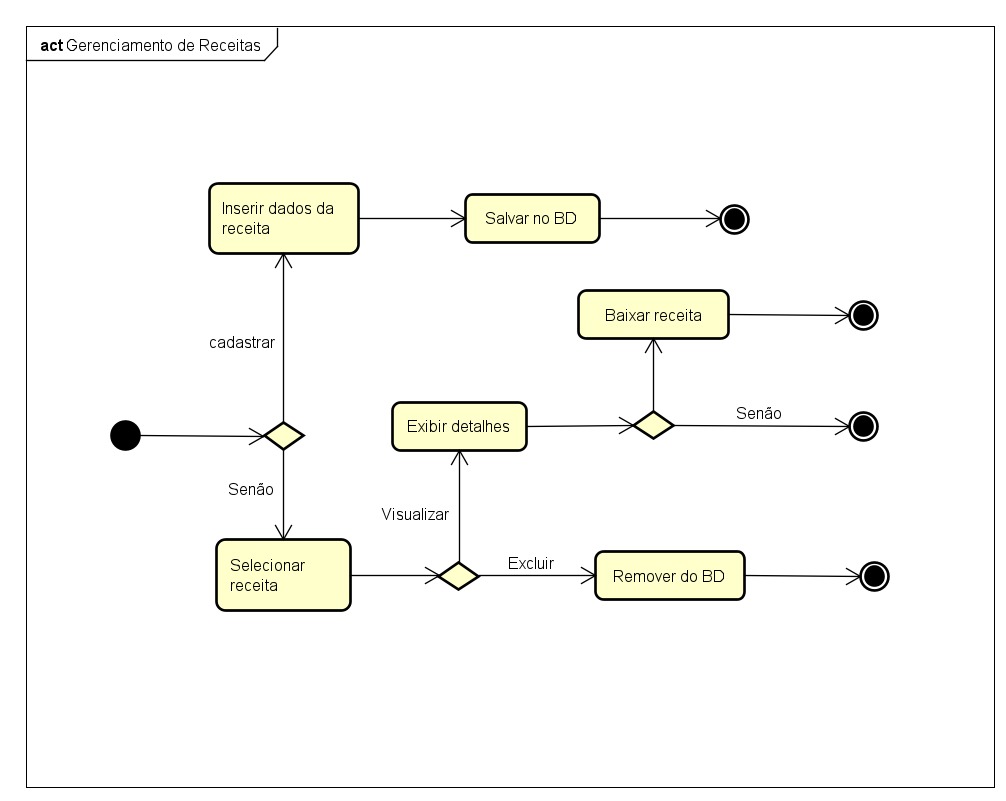 act Gerenciamento de Receitas
Inserir dados da
receita
Salvar no BD
Baixar receita
cadastrar
Exibir detalhes
Senão
Senão
Visualizar
Selecionar
receita
Excluir
Remover do BD